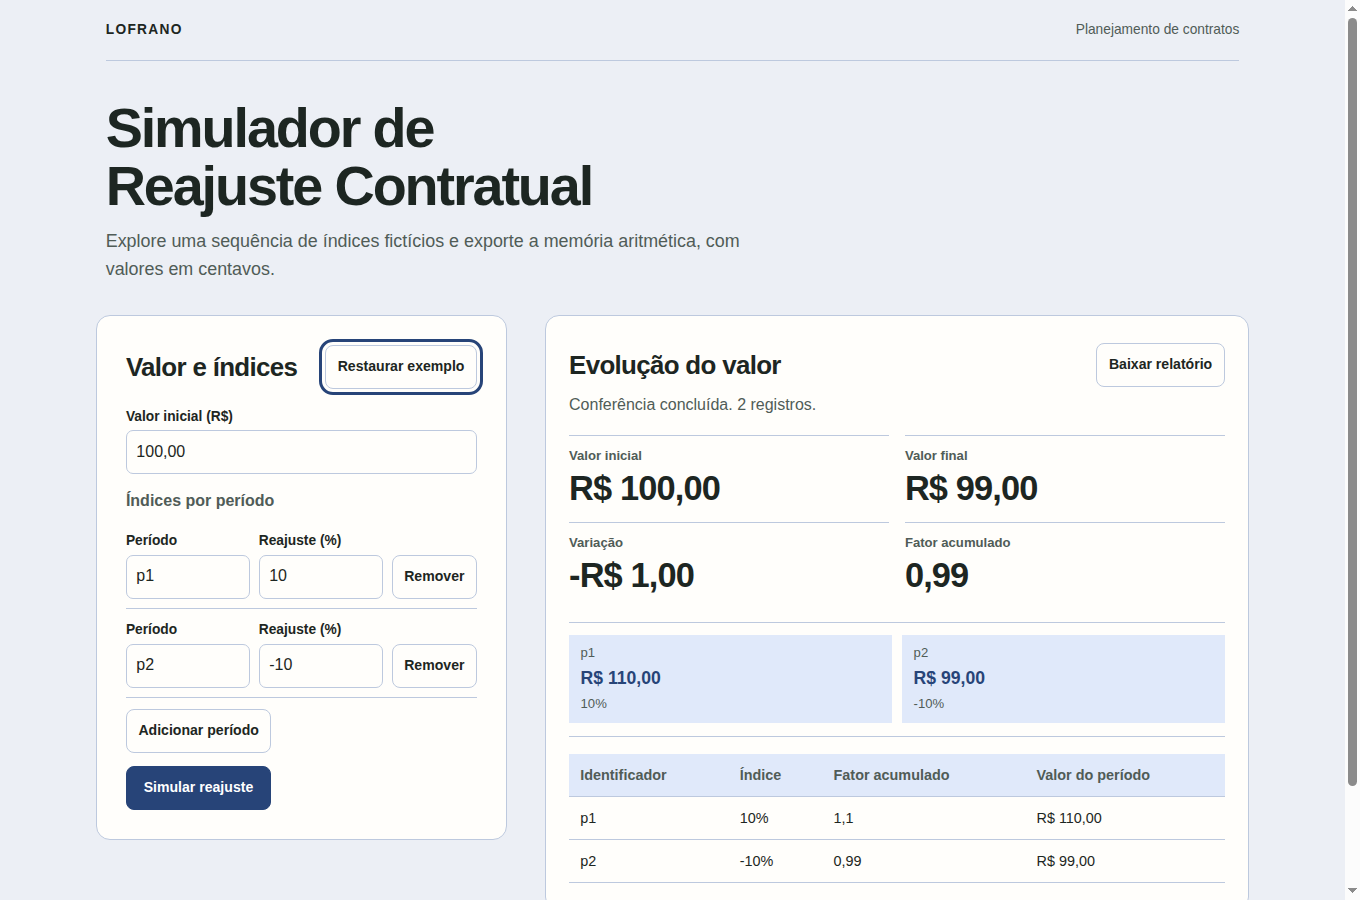 LOFRANO
Planejamento de contratos
Simulador de
Reajuste Contratual
Explore uma sequência de índices fictícios e exporte a memória aritmética, com
valores em centavos.
Valor e índices
Restaurar exemplo
Valor inicial (R$)
100,00
Índices por período
Período
Reajuste (%)
p1
10
Remover
Período
Reajuste (%)
p2
-10
Remover
Adicionar período
Simular reajuste
Evolução do valor
Baixar relatório
Conferência concluída. 2 registros.
Valor inicial
R$ 100,00
Valor final
R$ 99,00
Variação
-R$ 1,00
Fator acumulado
0,99
p1
R$ 110,00
10%
p2
R$ 99,00
-10%
Identificador Índice Fator acumulado Valor do período
p1 10% 1,1 R$ 110,00
p2 -10% 0,99 R$ 99,00